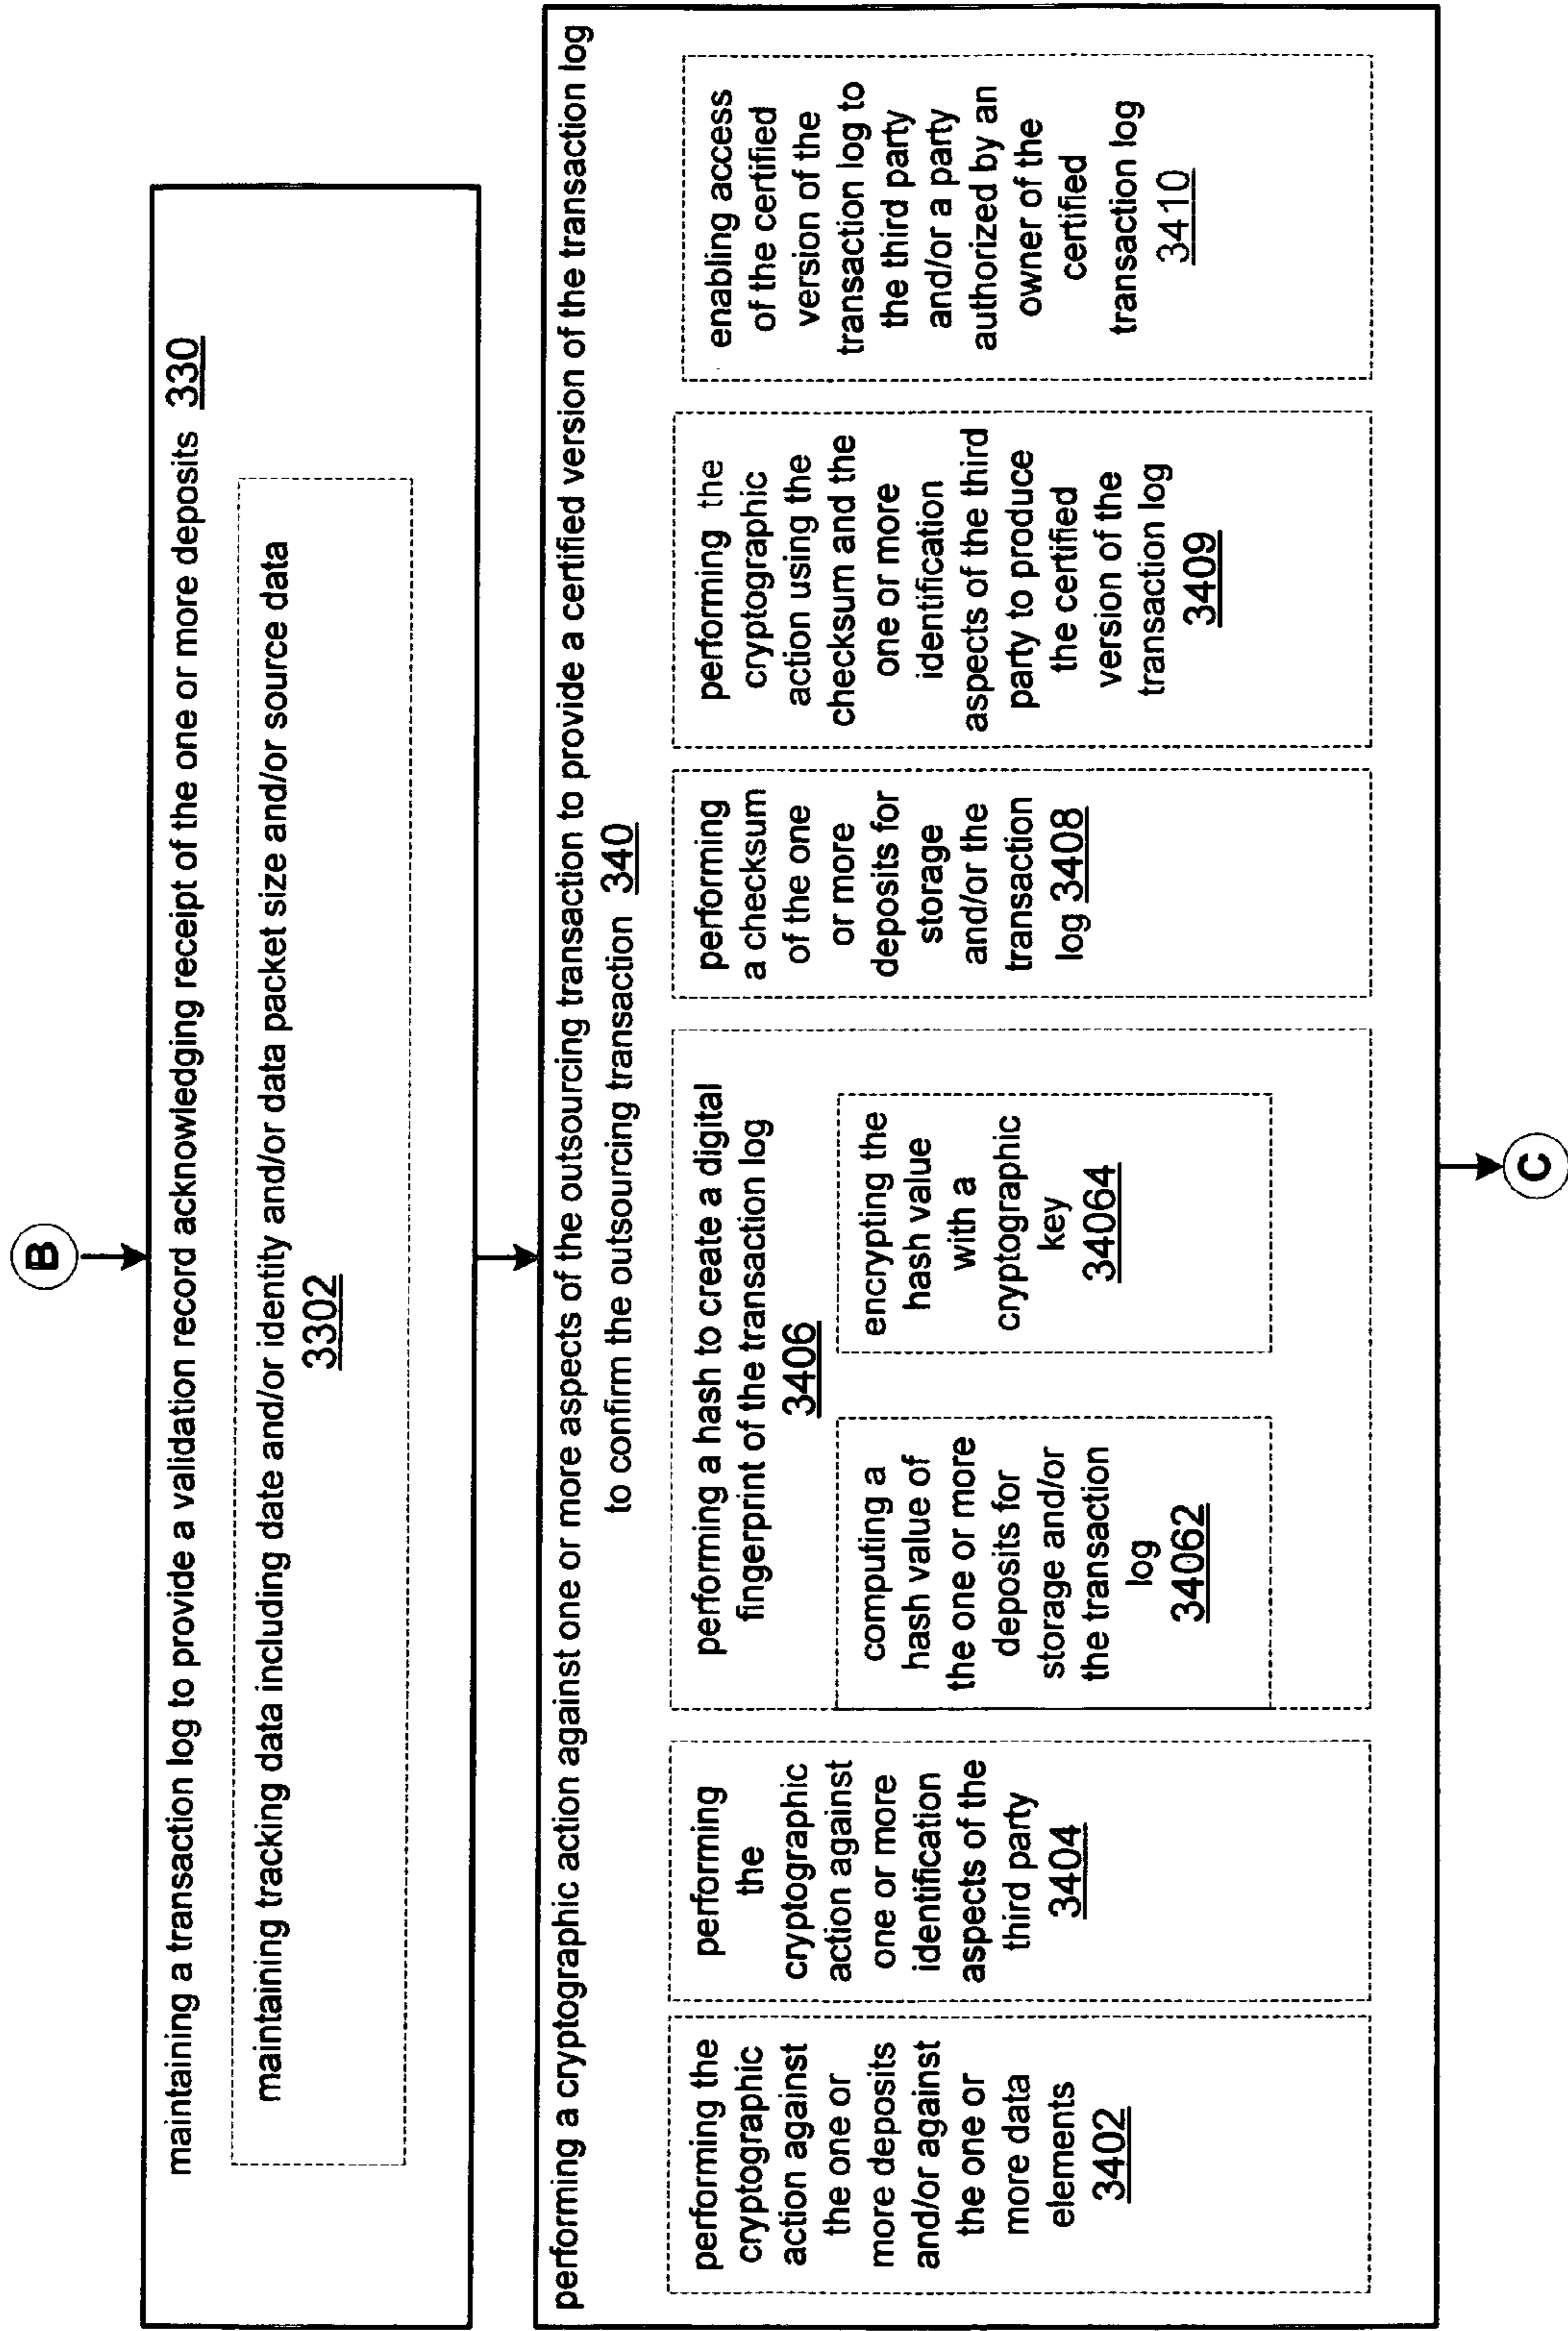 B
maintaining a transaction log to provide a validation record acknowledging receipt of the one or more deposits 330
maintaining tracking data including date and/or identity and/or data packet size and/or source data
3302
performing a cryptographic action against one or more aspects of the outsourcing transaction to provide a certified version of the transaction log
to confirm the outsourcing transaction 340
performing the
cryptographic
action against
the one or
more deposits
and/or against
the one or
more data
elements
3402
performing
the
cryptographic
action against
one or more
identification
aspects of the
third party
3404
performing a hash to create a digital
fingerprint of the transaction log
3406
computing a
hash value of
the one or more
deposits for
storage and/or
the transaction
log
34062
encrypting the
hash value
with a
cryptographic
key
34064
performing
a checksum
of the one
or more
deposits for
storage
and/or the
transaction
log 3408
performing the
cryptographic
action using the
checksum and the
one or more
identification
aspects of the third
party to produce
the certified
version of the
transaction log
3409
enabling access
of the certified
version of the
transaction log to
the third party
and/or a party
authorized by an
owner of the
certified
transaction log
3410
C